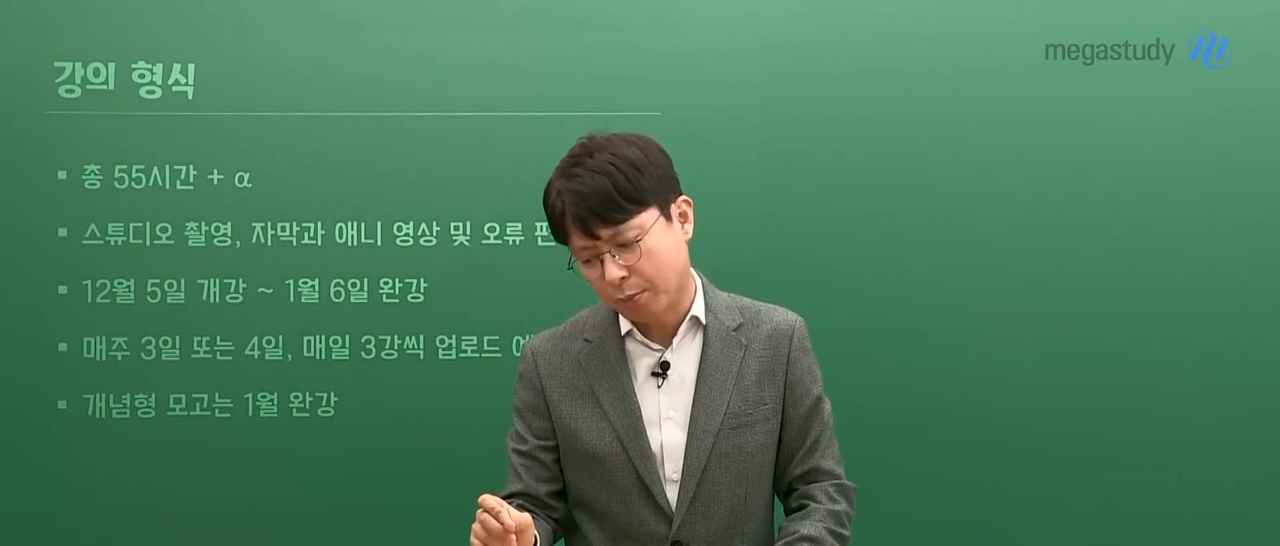 강의 형식
megastudy
▪ 총 55시간 + α
▪ 스튜디오 촬영, 자막과 애니 영상 및 오류
▪ 12월 5일 개강 ~ 1월 6일 완강
▪ 매주 3일 또는 4일, 매일 3강씩 업로드
▪ 개념형 모고는 1월 완강